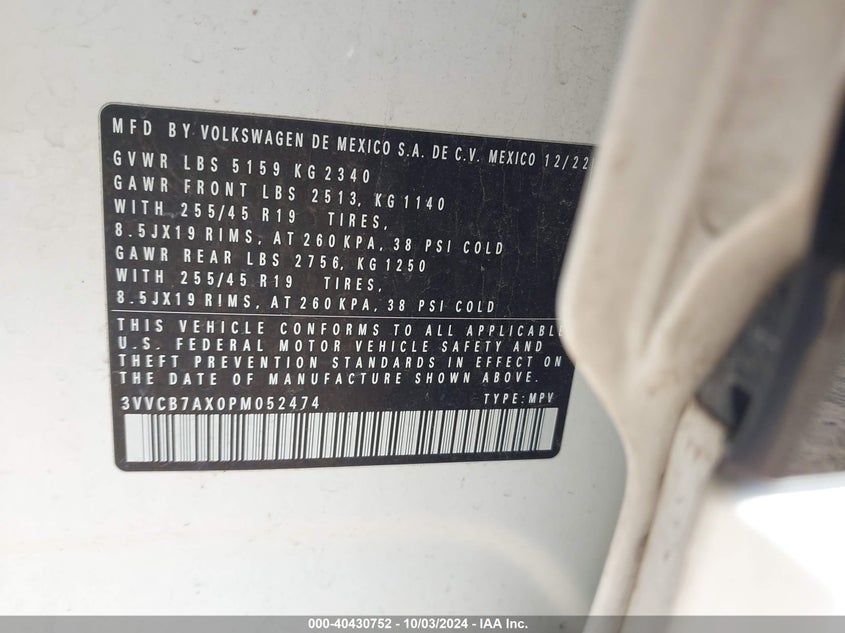 MFD BY VOLKSWAGEN DE MEXICO S.A. DE C.V. MEXICO 12/22
GVWR LBS 5159 KG 2340
GAWR FRONT LBS 2513, KG 1140
WITH 255/45 R19 TIRES,
8.5JX19 RIMS, AT 260 KPA, 38 PSI COLD
GAWR REAR LBS 2756, KG 1250
WITH 255/45 R19 TIRES,
8.5JX19 RIMS, AT 260 KPA, 38 PSI COLD
THIS VEHICLE CONFORMS TO ALL APPLICABLE
U.S. FEDERAL MOTOR VEHICLE SAFETY AND
THEFT PREVENTION STANDARDS IN EFFECT ON
THE DATE OF MANUFACTURE SHOWN ABOVE.
3VVCB7AX0PM052474 TYPE: MPV
000-40430752 - 10/03/2024 - IAA Inc.